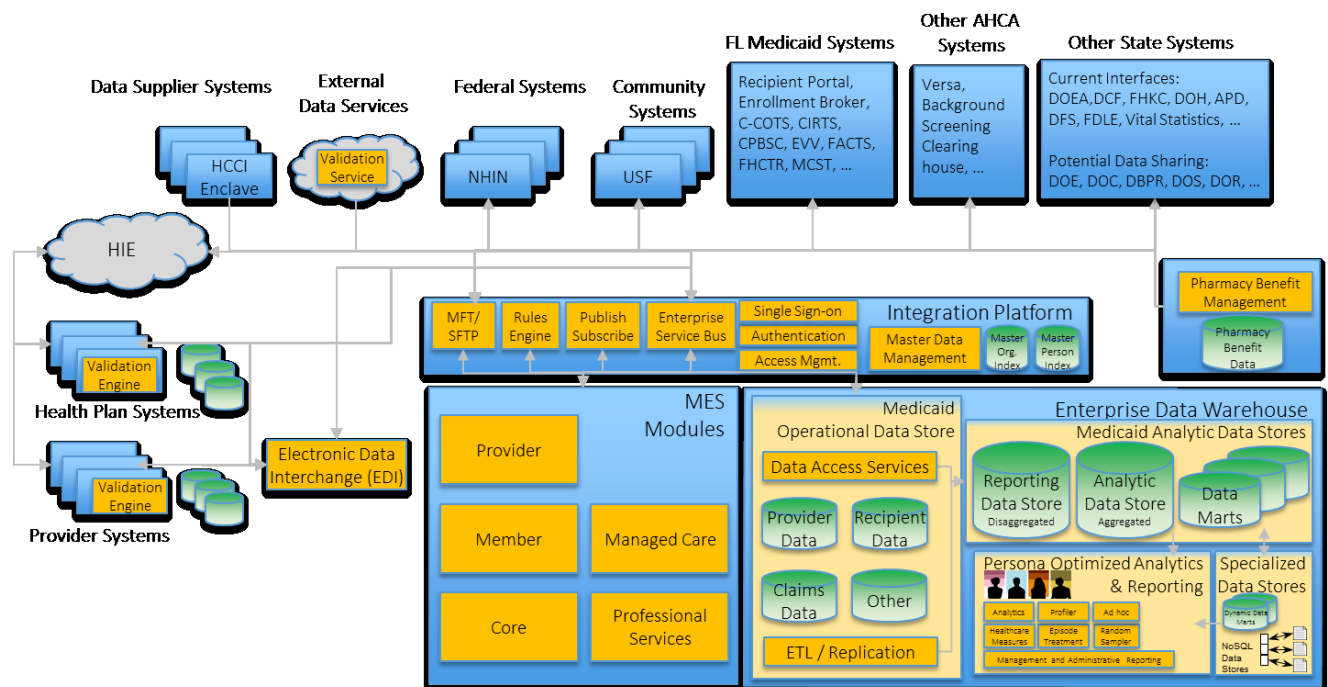 Data Supplier Systems
HCCI
Enclave
External
Data Services
Validation
Service
Federal Systems
NHIN
Community
Systems
USF
FL Medicaid Systems
Recipient Portal,
Enrollment Broker,
C-COTS, CIRTS,
CPBSC, EVV, FACTS,
FHCTR, MCST, ...
Other AHCA
Systems
Versa,
Background
Screening
Clearing
house, ...
Other State Systems
Current Interfaces:
DOEA,DCF, FHKC, DOH, APD,
DFS, FDLE, Vital Statistics, ...
Potential Data Sharing:
DOE, DOC, DBPR, DOS, DOR, ...
HIE
Validation
Engine
Health Plan Systems
Validation
Engine
Provider Systems
Electronic Data
Interchange (EDI)
MFT/
SFTP
Rules
Engine
Publish
Subscribe
Enterprise
Service Bus
Single Sign-on
Authentication
Access Mgmt.
Integration Platform
Master Data
Management
Master
Org.
Index
Master
Person
Index
Pharmacy Benefit
Management
Pharmacy
Benefit
Data
MES
Modules
Provider
Member
Managed Care
Core
Professional
Services
Medicaid
Operational Data Store
Data Access Services
Provider
Data
Recipient
Data
Claims
Data
Other
ETL / Replication
Enterprise Data Warehouse
Medicaid Analytic Data Stores
Reporting
Data Store
Disaggregated
Analytic
Data Store
Aggregated
Data
Marts
Persona Optimized Analytics
& Reporting
Analytics
Profiler
Ad hoc
Healthcare
Measures
Episode
Treatment
Random
Sampler
Management and Administrative Reporting
Specialized
Data Stores
Dynamic Data
Marts
NoSQL
Data
Stores